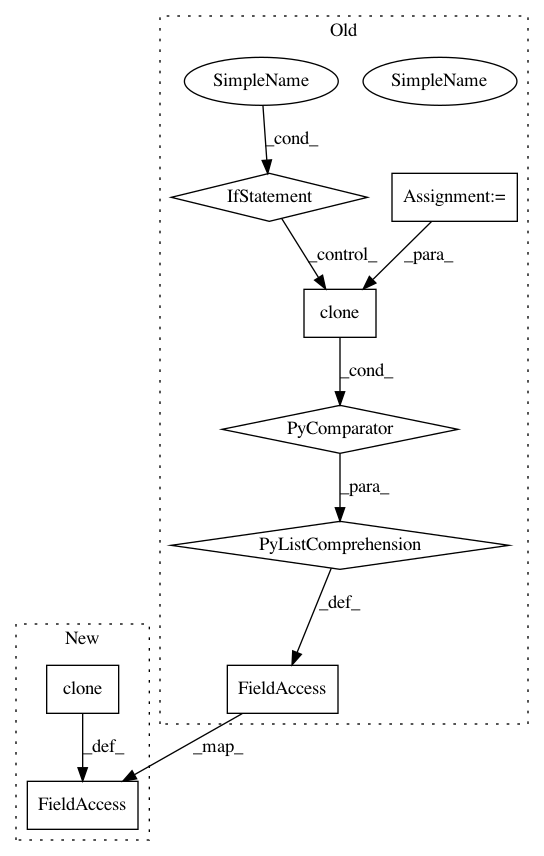 Old
SimpleName
SimpleName
_cond_
IfStatement
Assignment:=
_control_
_para_
clone
_cond_
PyComparator
_para_
PyListComprehension
New
_def_
clone
FieldAccess
_def_
_map_
FieldAccess